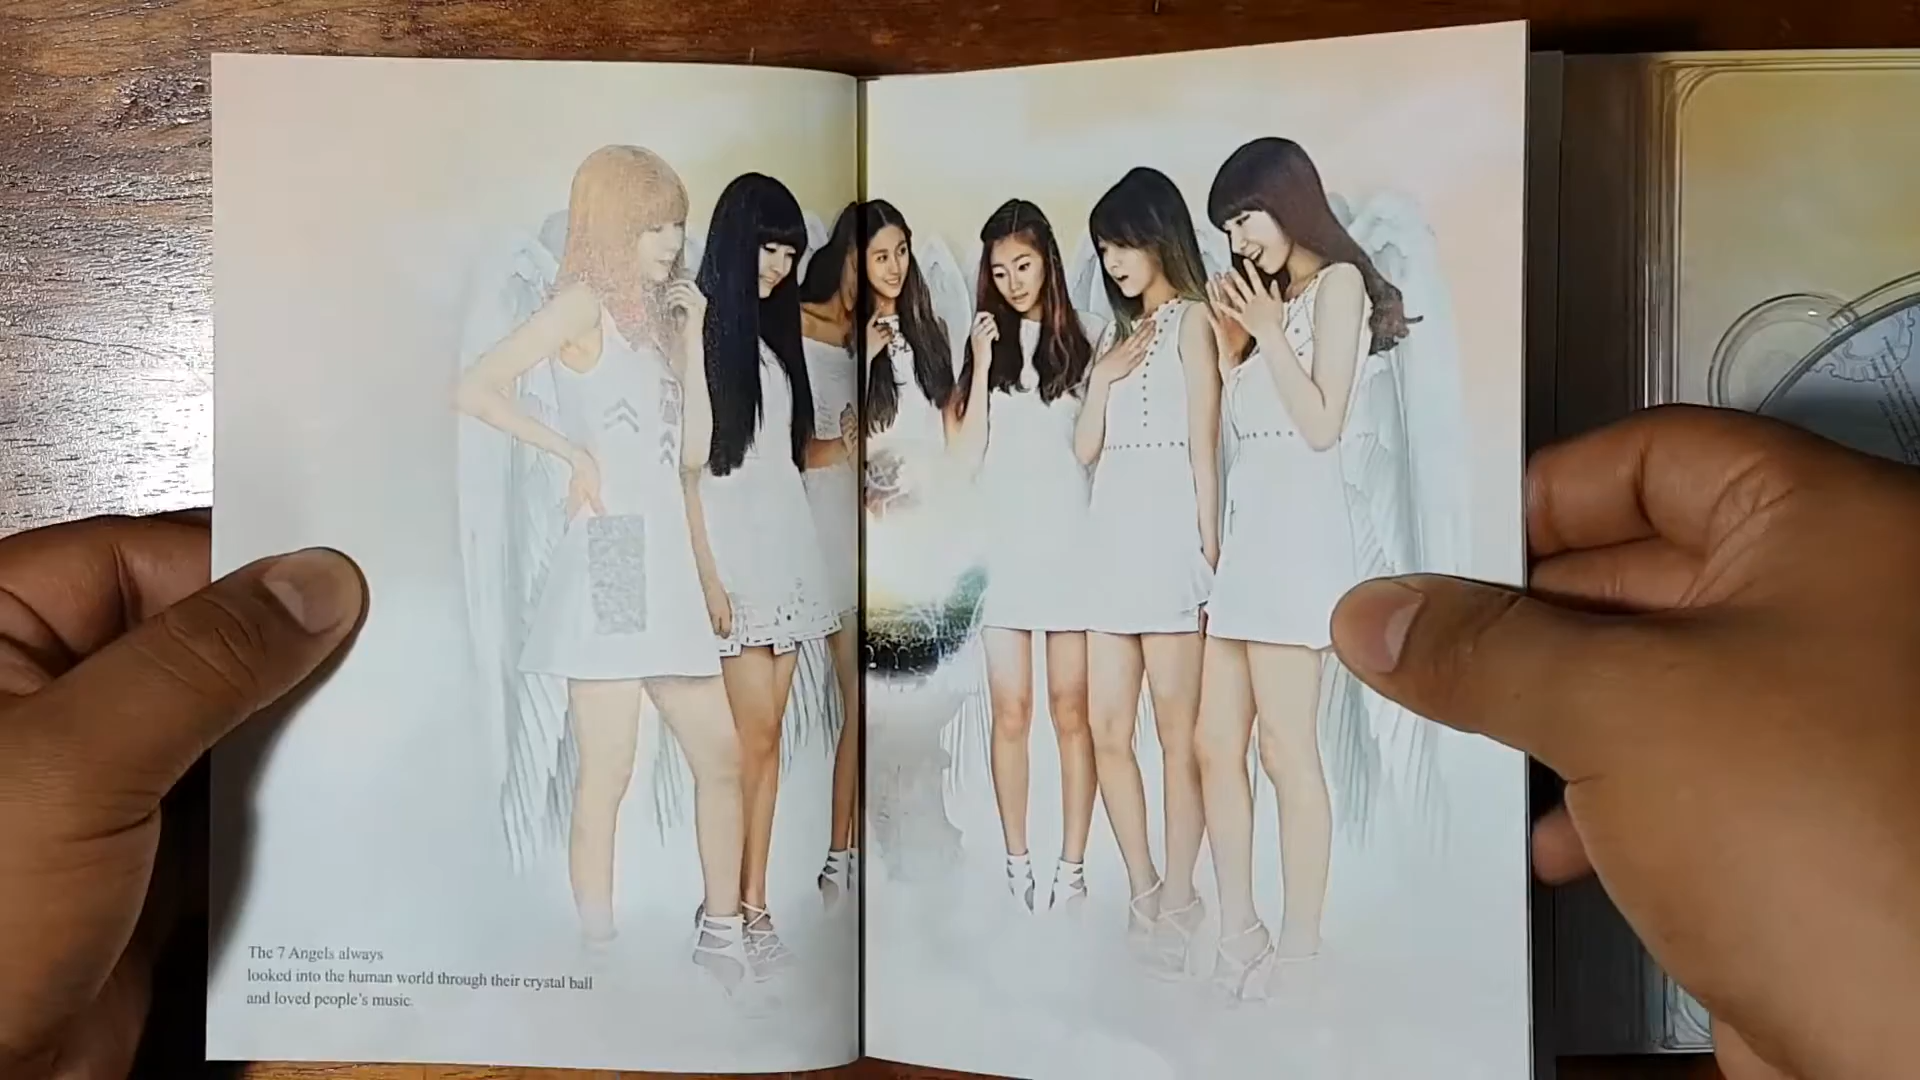 The 7 Angels always
looked into the human world through their crystal ball
and loved people's music.